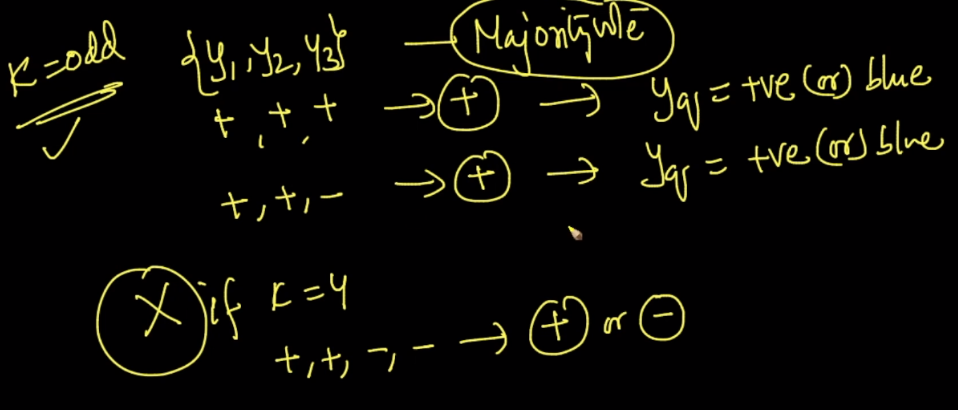 K=odd {y₁, y₂, y₃} — Majority vote
+, +, + → + → yq = +ve (or) blue
+, +, - → + → yq = +ve (or) blue
X if K=4
+, +, -, - → + or -